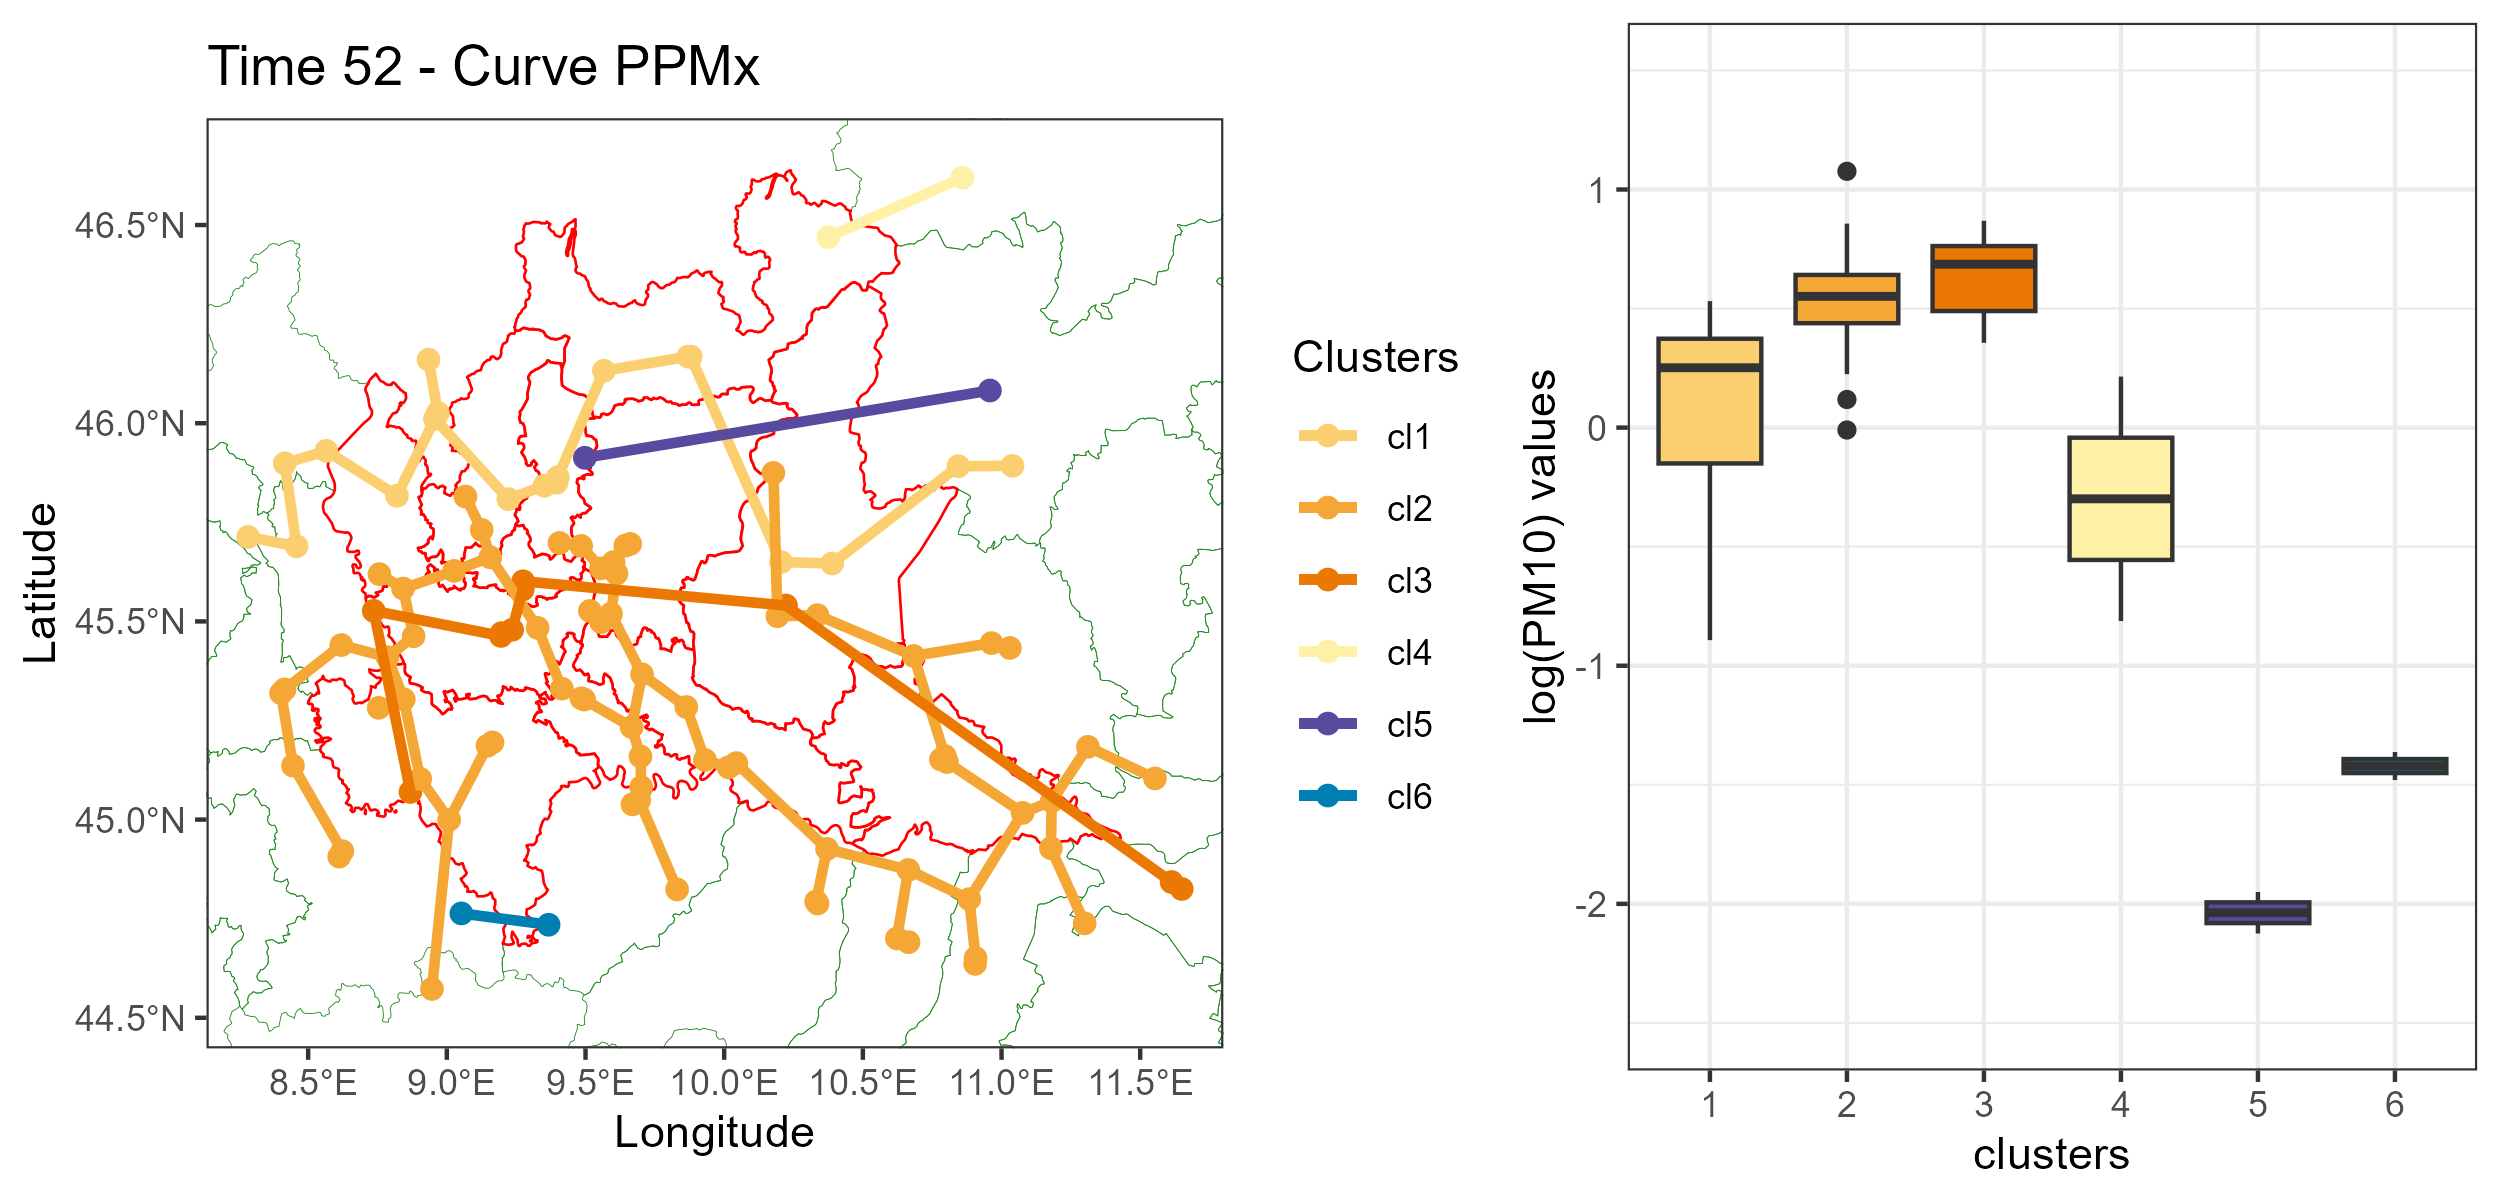 Time 52 - Curve PPMx
Latitude
46.5°N
46.0°N
45.5°N
45.0°N
44.5°N
8.5°E 9.0°E 9.5°E 10.0°E 10.5°E 11.0°E 11.5°E
Longitude
Clusters
cl1
cl2
cl3
cl4
cl5
cl6
log(PM10) values
1
0
-1
-2
1 2 3 4 5 6
clusters